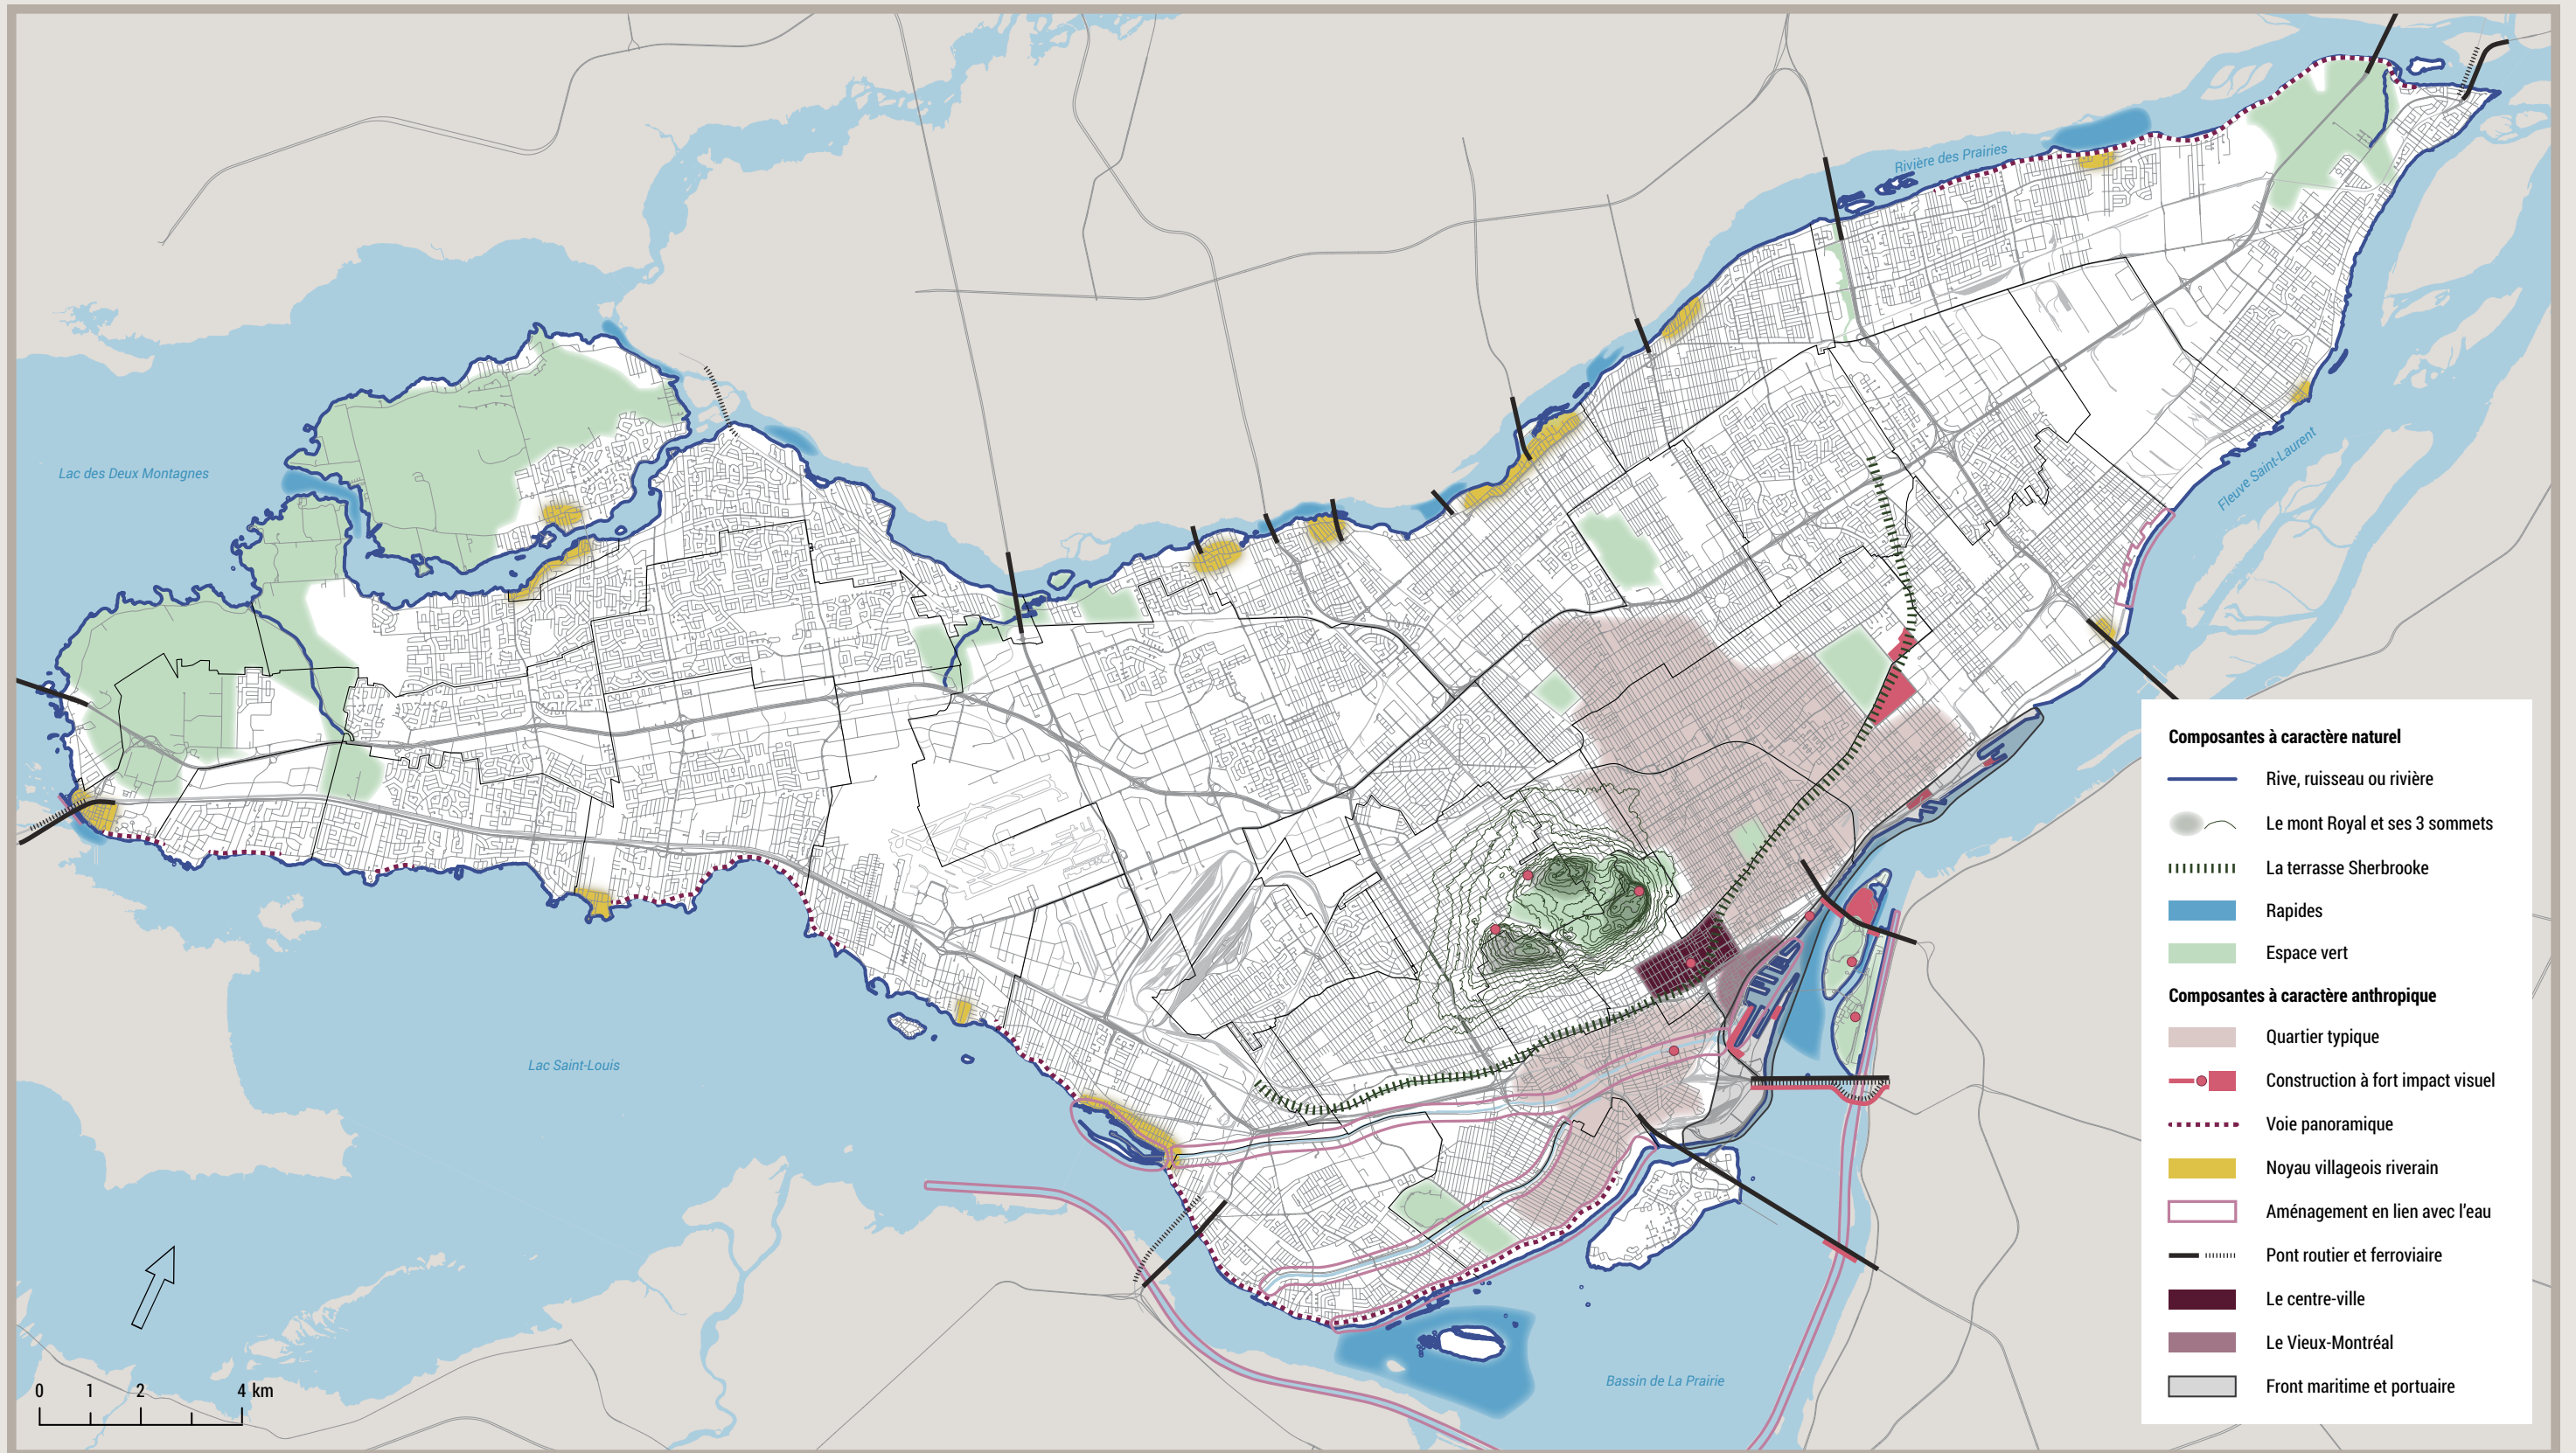 Rivière des Prairies
Lac des Deux Montagnes
Fleuve Saint-Laurent
Lac Saint-Louis
Bassin de La Prairie
0 1 2 4 km
Composantes à caractère naturel
Rive, ruisseau ou rivière
Le mont Royal et ses 3 sommets
La terrasse Sherbrooke
Rapides
Espace vert
Composantes à caractère anthropique
Quartier typique
Construction à fort impact visuel
Voie panoramique
Noyau villageois riverain
Aménagement en lien avec l'eau
Pont routier et ferroviaire
Le centre-ville
Le Vieux-Montréal
Front maritime et portuaire